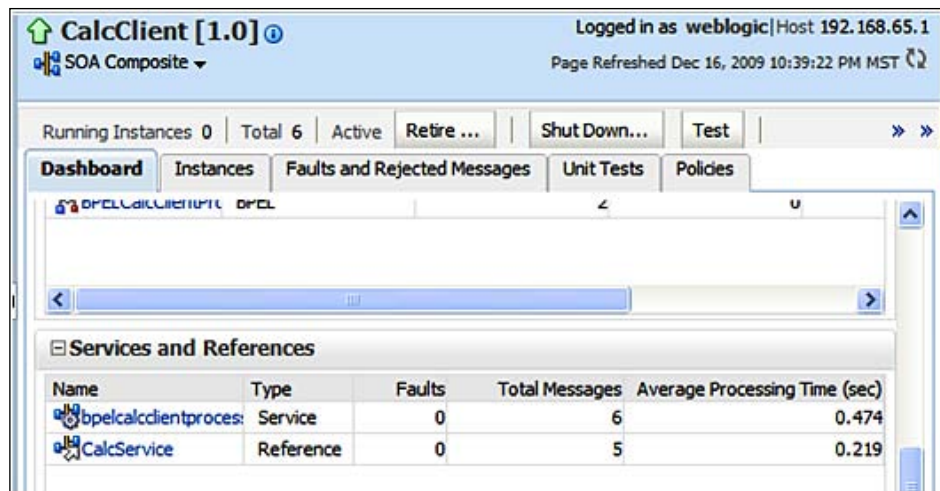 CalcClient [1.0]
Logged in as weblogic|Host 192.168.65.1
SOA Composite
Page Refreshed Dec 16, 2009 10:39:22 PM MST
Running Instances 0 | Total 6 | Active Retire ... | Shut Down... Test | » »
Dashboard Instances Faults and Rejected Messages Unit Tests Policies
BPELCalcClientPr BPEL 2 0
Services and References
Name Type Faults Total Messages Average Processing Time (sec)
bpelcalcclientproces Service 0 6 0.474
CalcService Reference 0 5 0.219